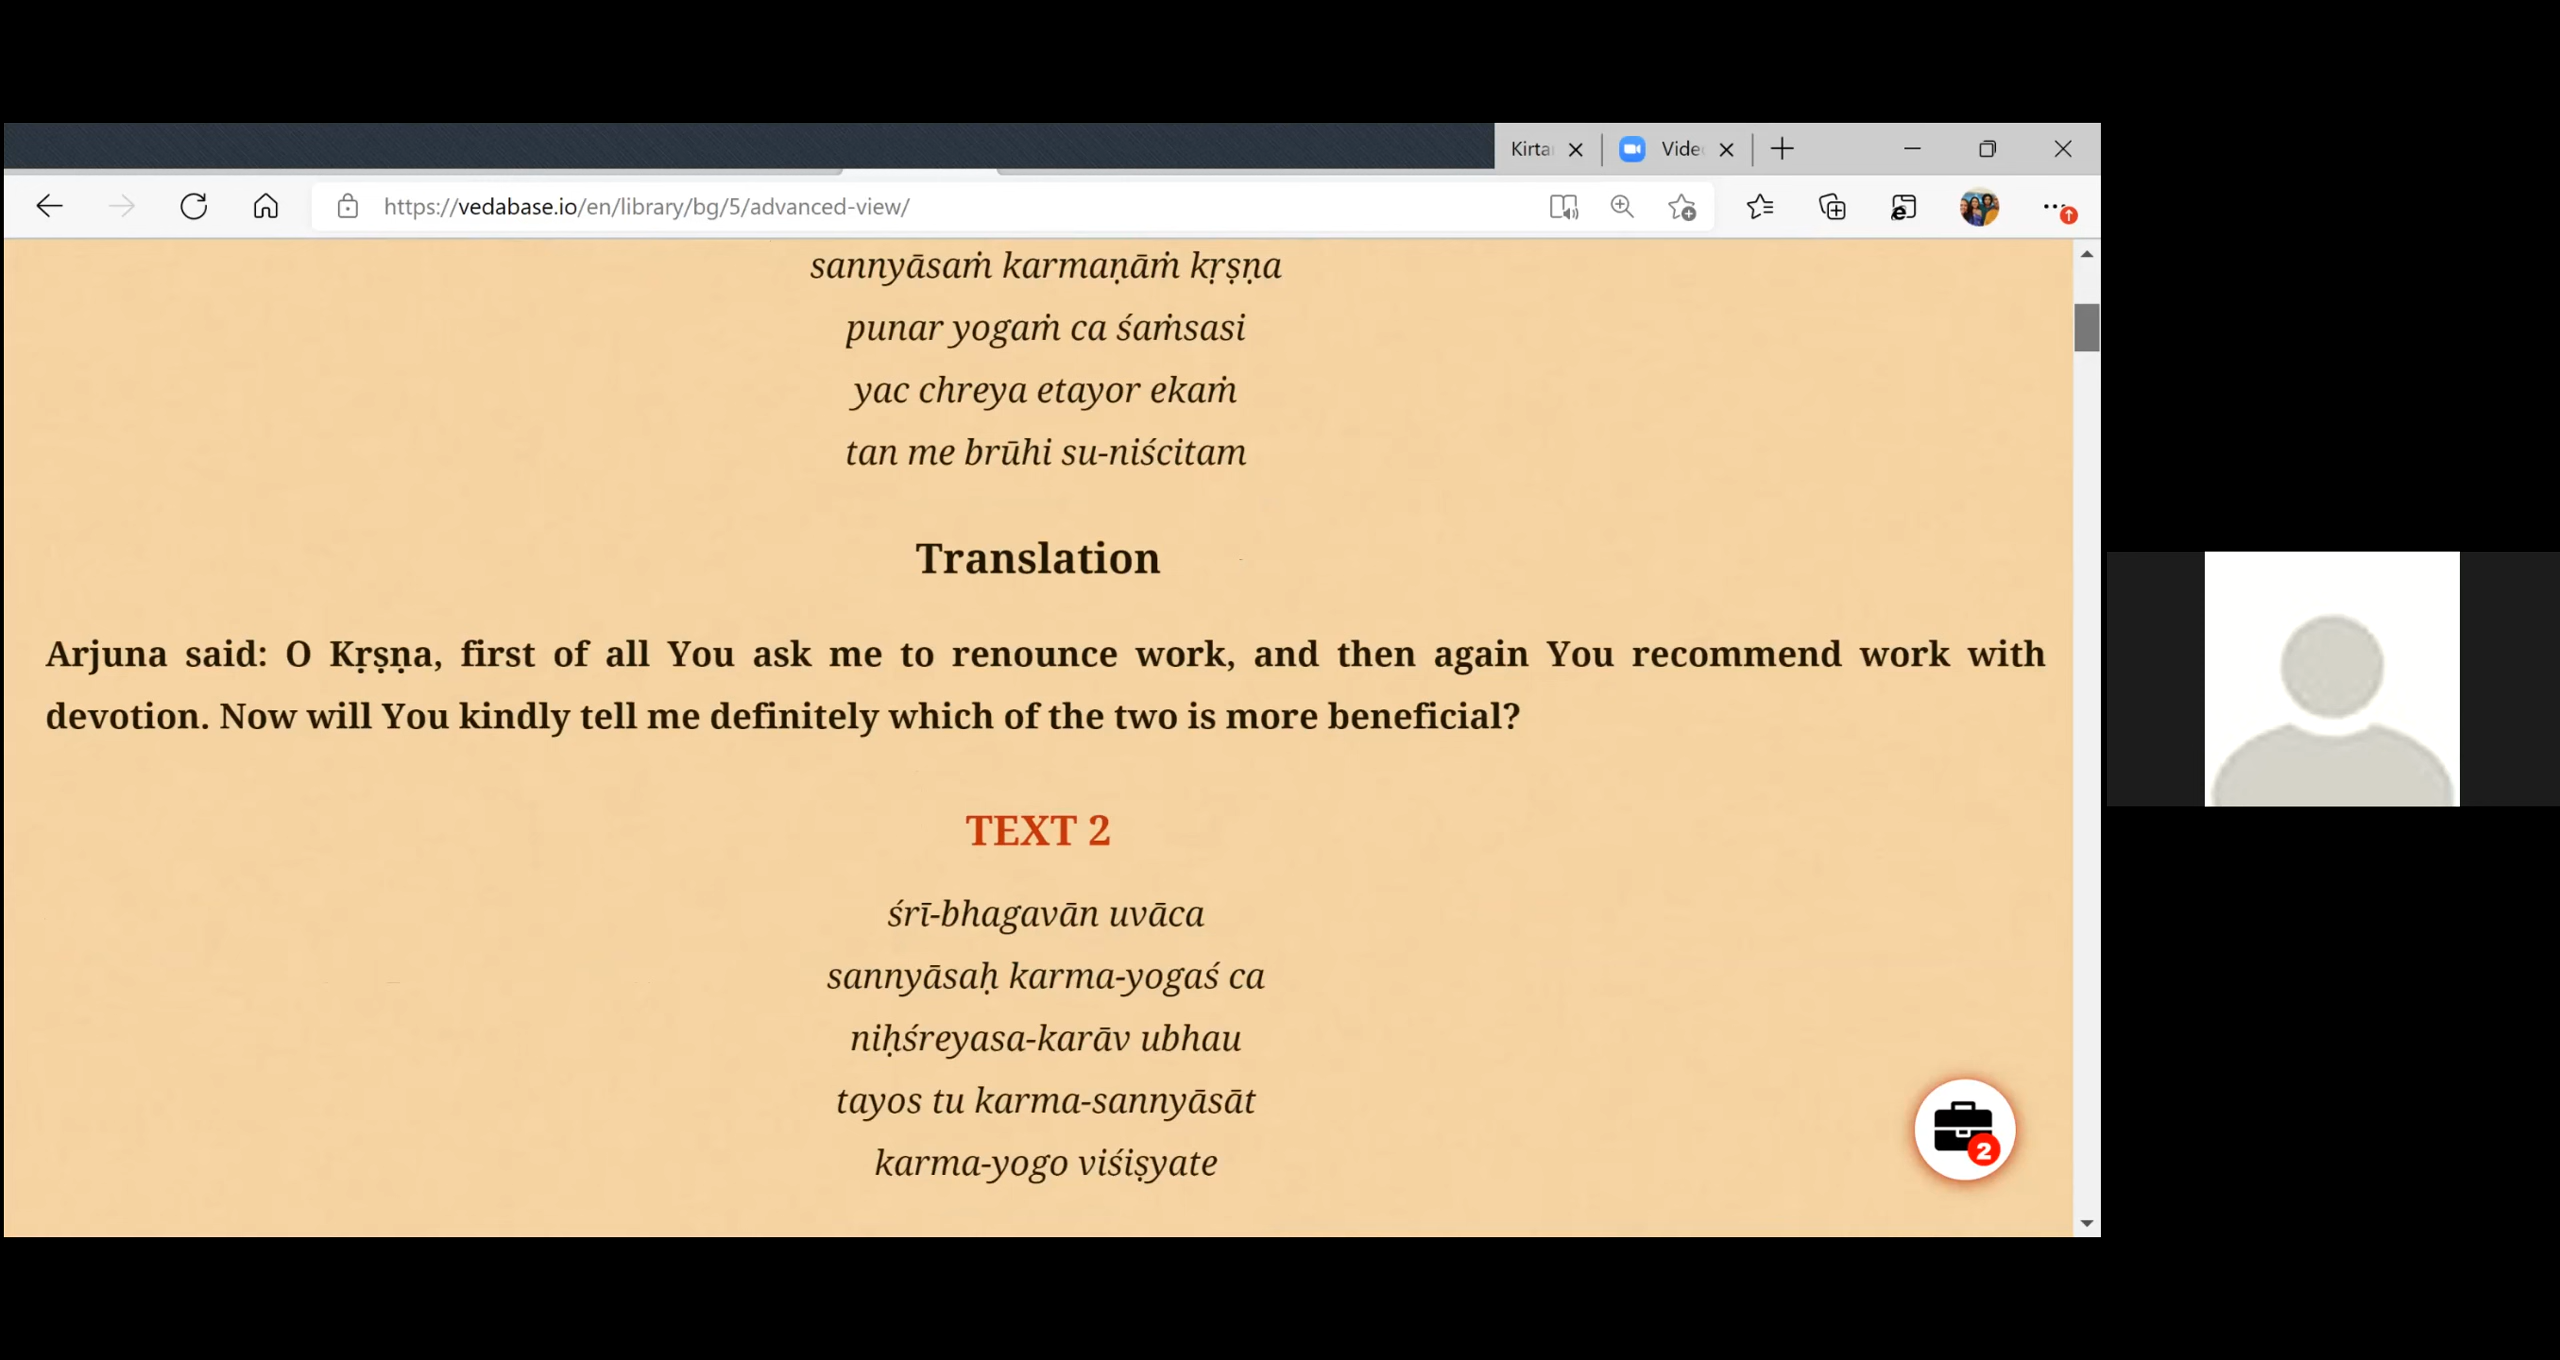 Kirta
Vide
https://vedabase.io/en/library/bg/5/advanced-view/
sannyāsaṁ karmaṇāṁ kṛṣṇa
punar yogaṁ ca śaṁsasi
yac chreya etayor ekaṁ
tan me brūhi su-niścitam
Translation
Arjuna said: O Kṛṣṇa, first of all You ask me to renounce work, and then again You recommend work with
devotion. Now will You kindly tell me definitely which of the two is more beneficial?
TEXT 2
śrī-bhagavān uvāca
sannyāsaḥ karma-yogaś ca
niḥśreyasa-karāv ubhau
tayos tu karma-sannyāsāt
karma-yogo viśiṣyate
2